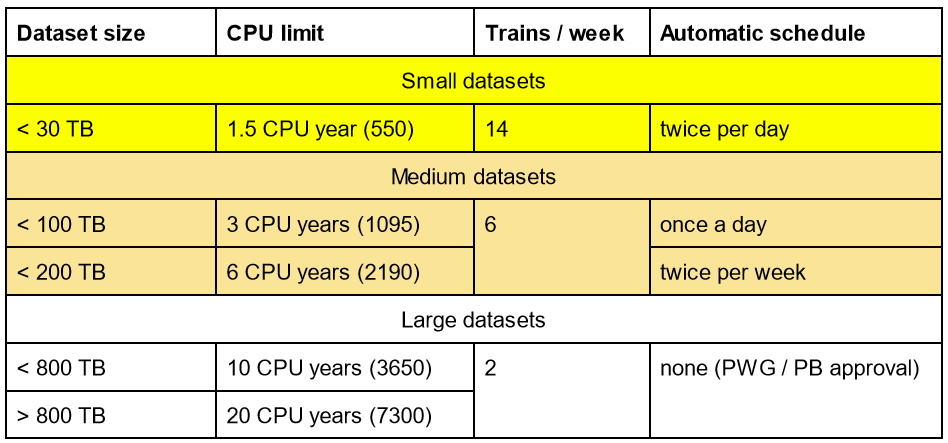 Dataset size CPU limit Trains / week Automatic schedule
Small datasets
< 30 TB 1.5 CPU year (550) 14 twice per day
Medium datasets
< 100 TB 3 CPU years (1095) 6 once a day
< 200 TB 6 CPU years (2190) twice per week
Large datasets
< 800 TB 10 CPU years (3650) 2 none (PWG / PB approval)
> 800 TB 20 CPU years (7300)